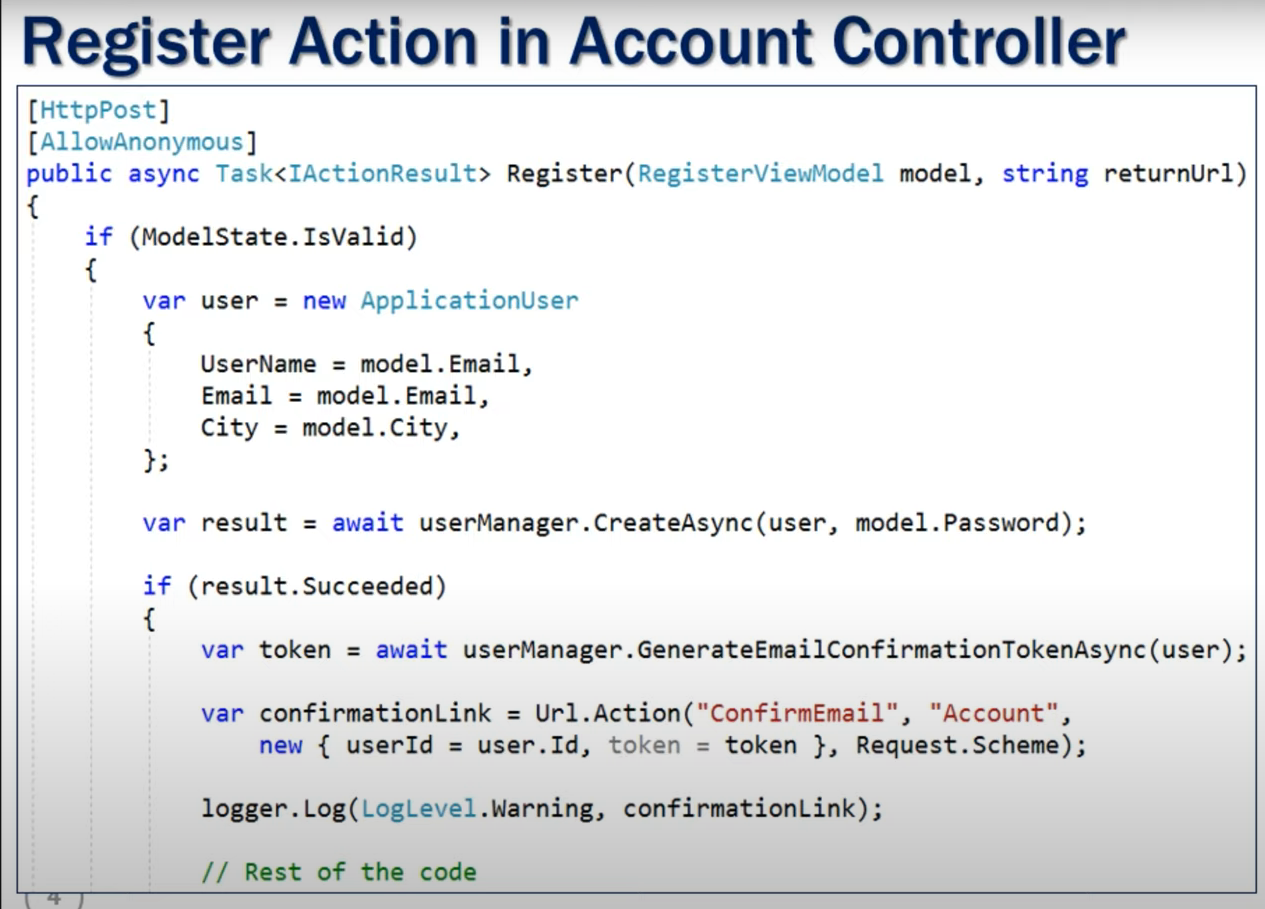 Register Action in Account Controller
[HttpPost]
[AllowAnonymous]
public async Task<IActionResult> Register(RegisterViewModel model, string returnUrl)
{
    if (ModelState.IsValid)
    {
        var user = new ApplicationUser
        {
            UserName = model.Email,
            Email = model.Email,
            City = model.City,
        };
        var result = await userManager.CreateAsync(user, model.Password);
        if (result.Succeeded)
        {
            var token = await userManager.GenerateEmailConfirmationTokenAsync(user);
            var confirmationLink = Url.Action("ConfirmEmail", "Account",
                new { userId = user.Id, token = token }, Request.Scheme);
            logger.Log(LogLevel.Warning, confirmationLink);
            // Rest of the code
4